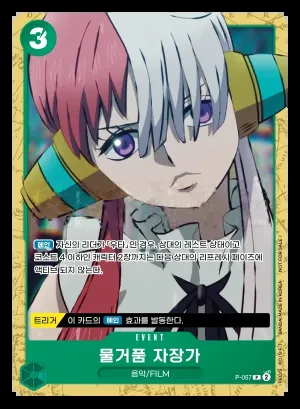 3
메인 자신의 리더가 「우타」인 경우, 상대의 레스트 상태이고
코스트 4 이하인 캐릭터 2장까지는 다음 상대의 리프레시 페이즈에
액티브 되지 않는다.
트리거 이 카드의 메인 효과를 발동한다.
EVENT
물거품 자장가
음악/FILM
P-057 P 2